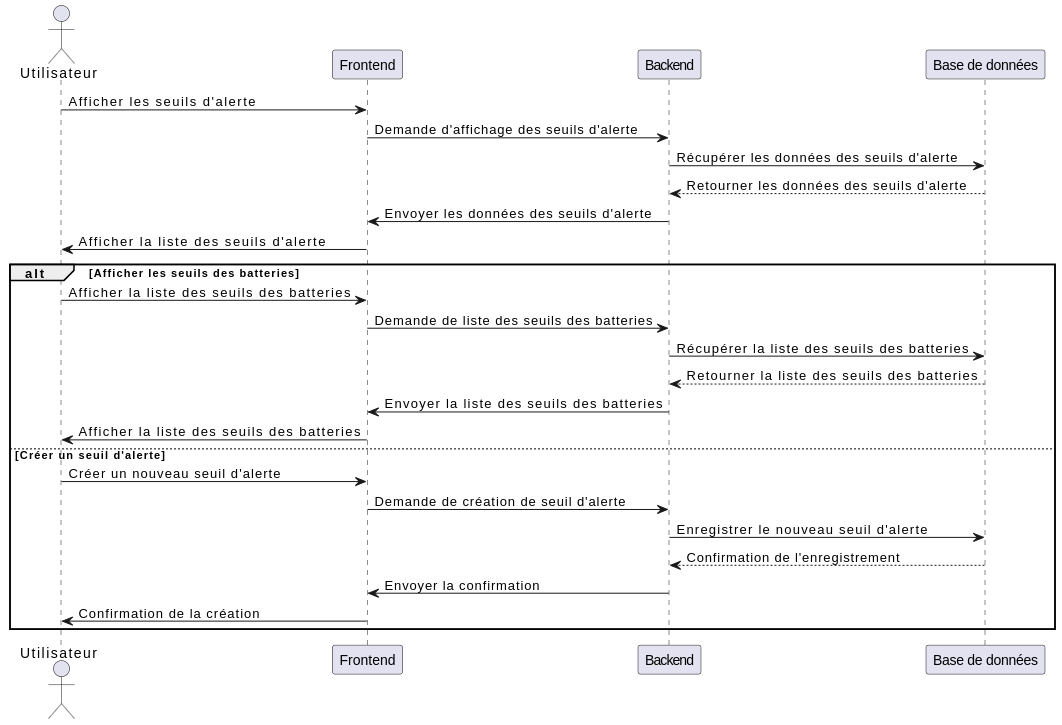 Utilisateur
Frontend
Backend
Base de données
Afficher les seuils d'alerte
Demande d'affichage des seuils d'alerte
Récupérer les données des seuils d'alerte
Retourner les données des seuils d'alerte
Envoyer les données des seuils d'alerte
Afficher la liste des seuils d'alerte
alt [Afficher les seuils des batteries]
Afficher la liste des seuils des batteries
Demande de liste des seuils des batteries
Récupérer la liste des seuils des batteries
Retourner la liste des seuils des batteries
Envoyer la liste des seuils des batteries
Afficher la liste des seuils des batteries
[Créer un seuil d'alerte]
Créer un nouveau seuil d'alerte
Demande de création de seuil d'alerte
Enregistrer le nouveau seuil d'alerte
Confirmation de l'enregistrement
Envoyer la confirmation
Confirmation de la création
Utilisateur
Frontend
Backend
Base de données